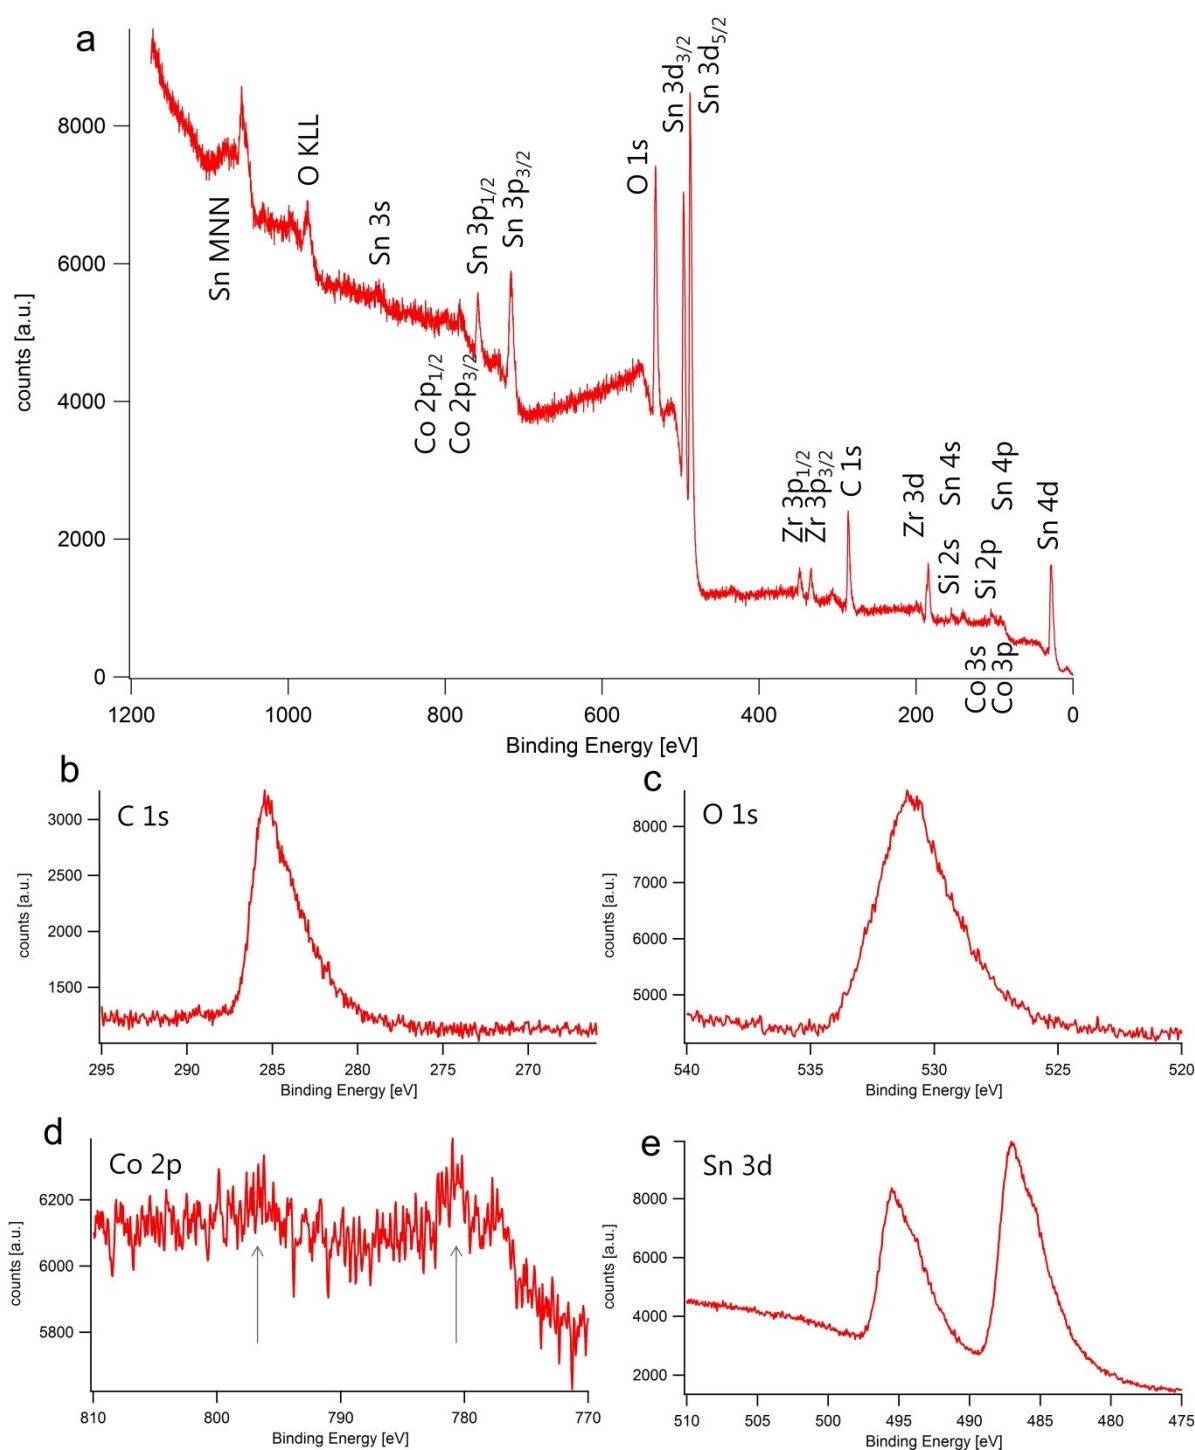 a
counts [a.u.]
8000
6000
4000
2000
0
Sn MNN
O KLL
Sn 3s
Co 2p1/2
Co 2p3/2
Sn 3p1/2
Sn 3p3/2
O 1s
Sn 3d3/2
Sn 3d5/2
Zr 3p1/2
Zr 3p3/2
C 1s
Zr 3d
Si 2s
Sn 4s
Si 2p
Sn 4p
Co 3s
Co 3p
Sn 4d
1200 1000 800 600 400 200 0
Binding Energy [eV]
b
C 1s
counts [a.u.]
3000
2500
2000
1500
295 290 285 280 275 270
Binding Energy [eV]
c
O 1s
counts [a.u.]
8000
7000
6000
5000
540 535 530 525 520
Binding Energy [eV]
d
Co 2p
counts [a.u.]
6200
6000
5800
810 800 790 780 770
Binding Energy [eV]
e
Sn 3d
counts [a.u.]
8000
6000
4000
2000
510 505 500 495 490 485 480 475
Binding Energy [eV]